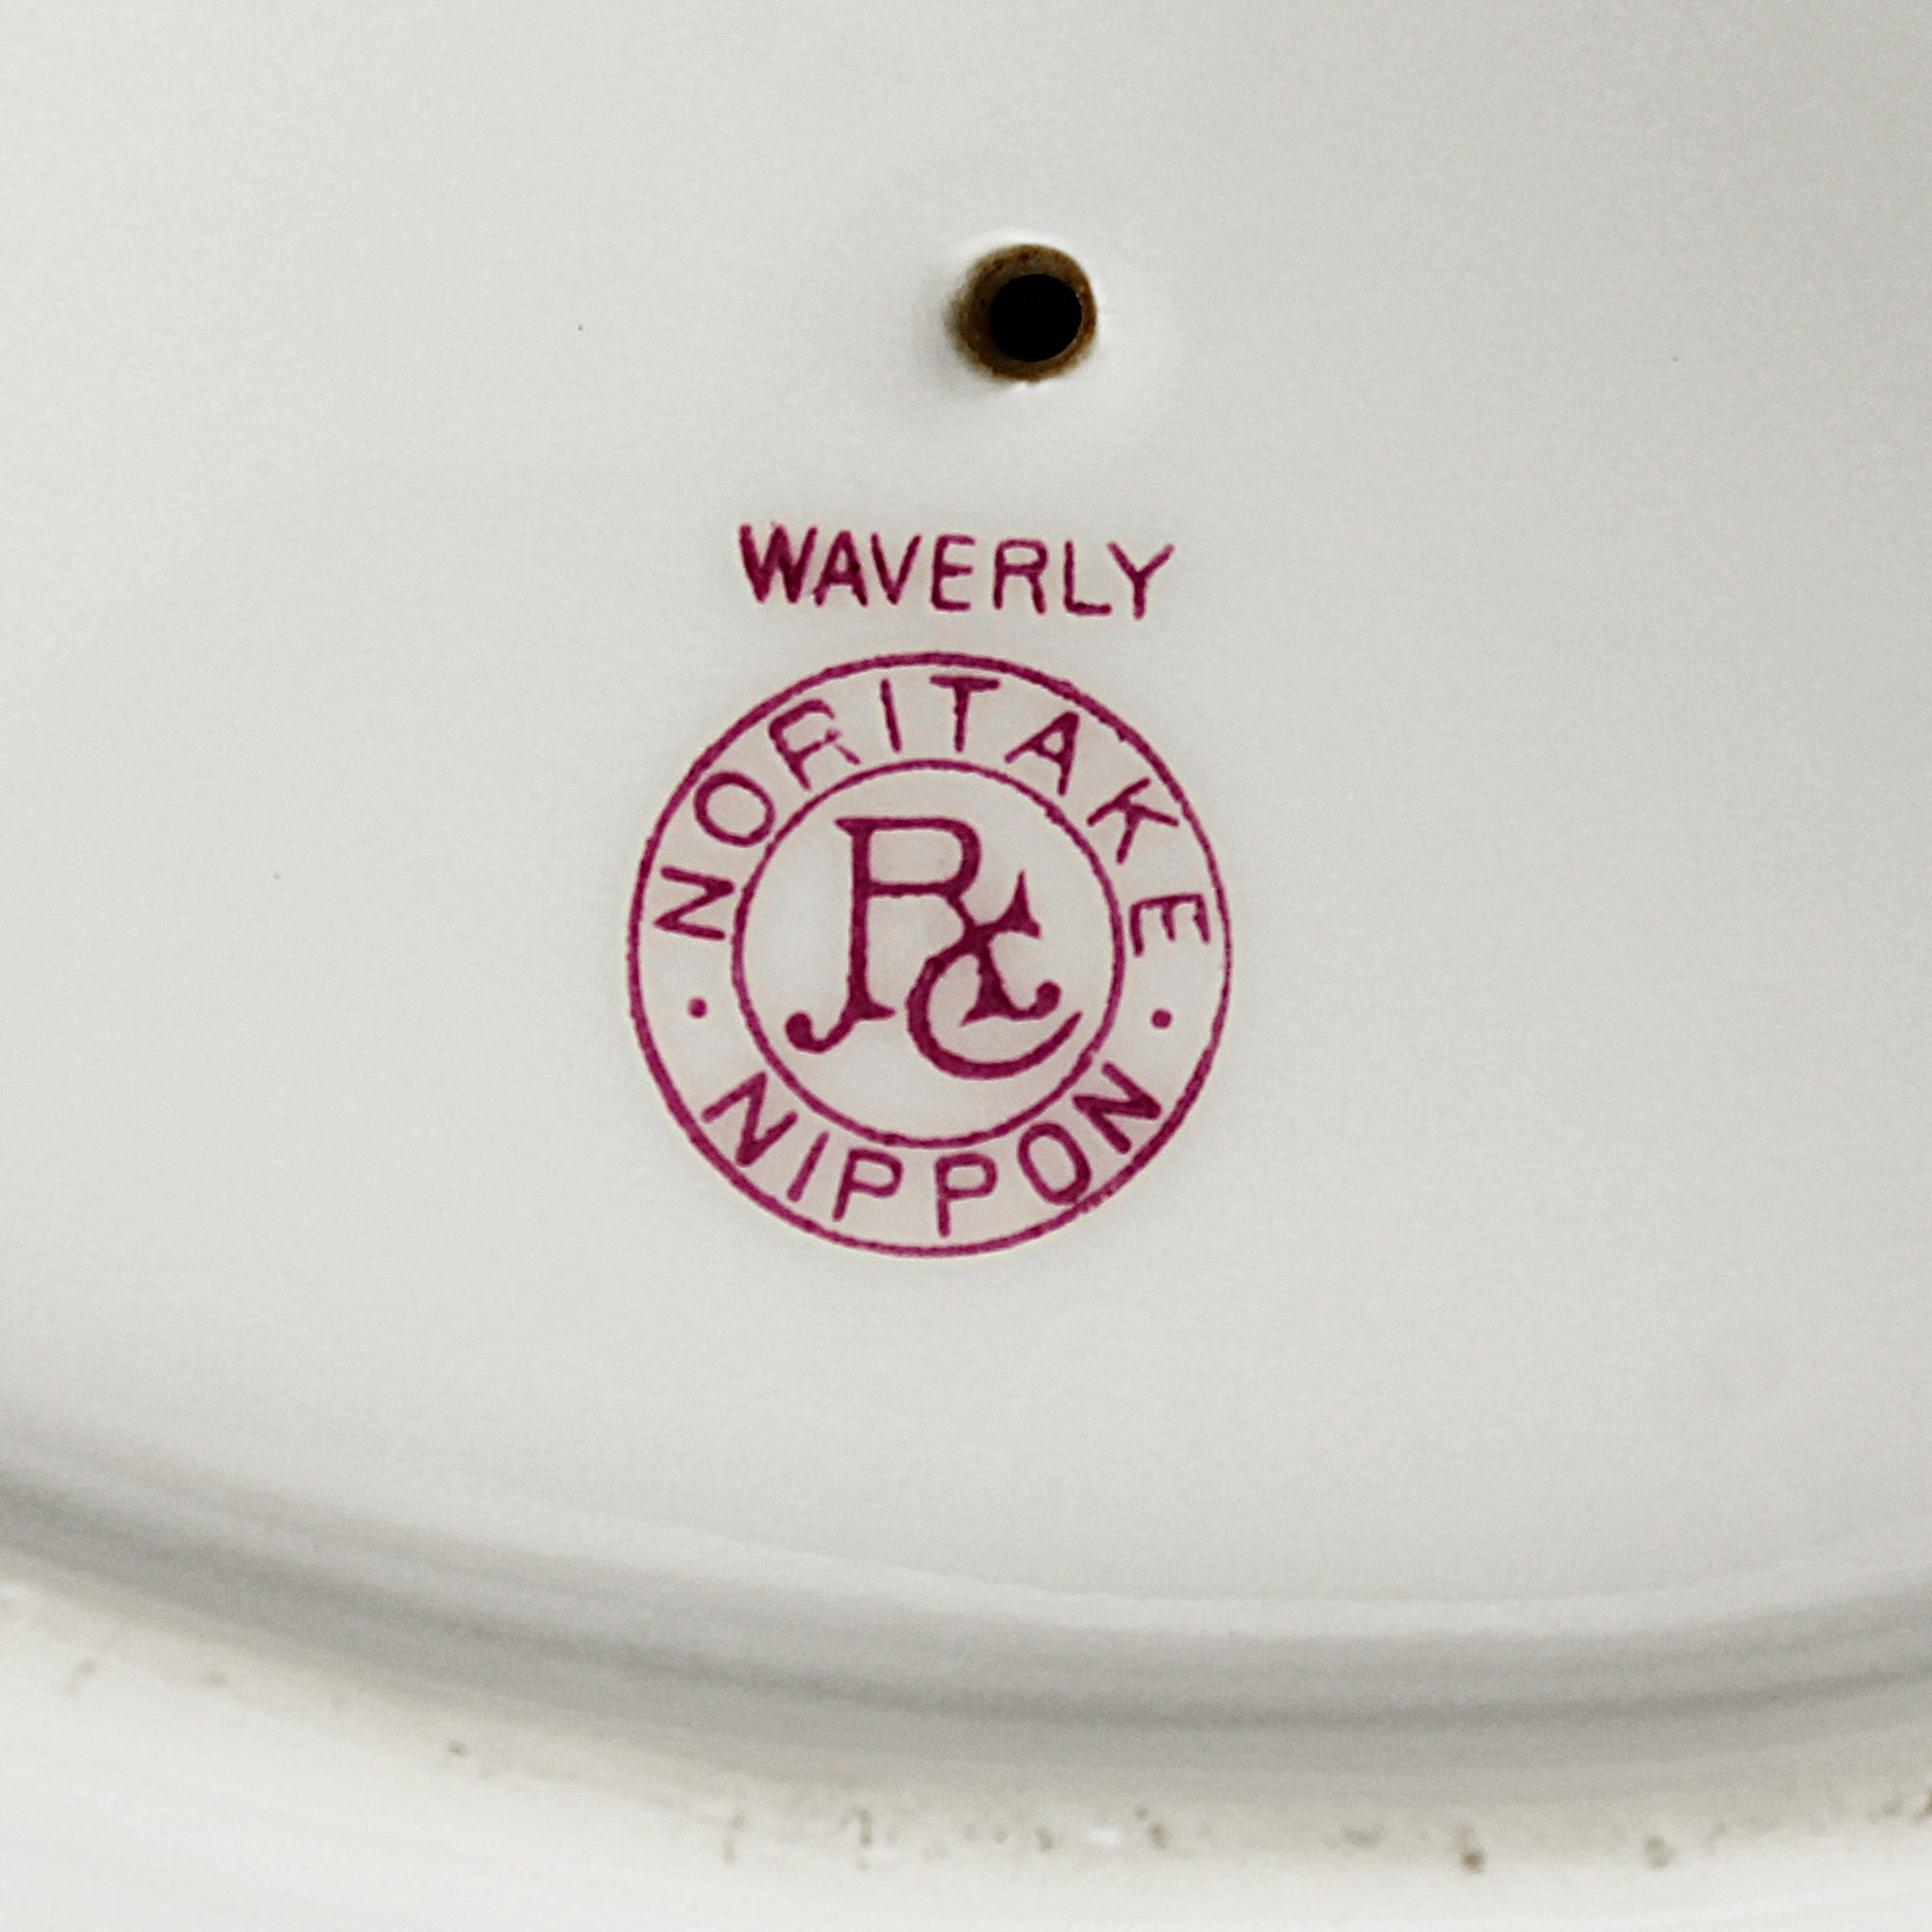 WAVERLY
NORITAKE
RC
· NIPPON ·